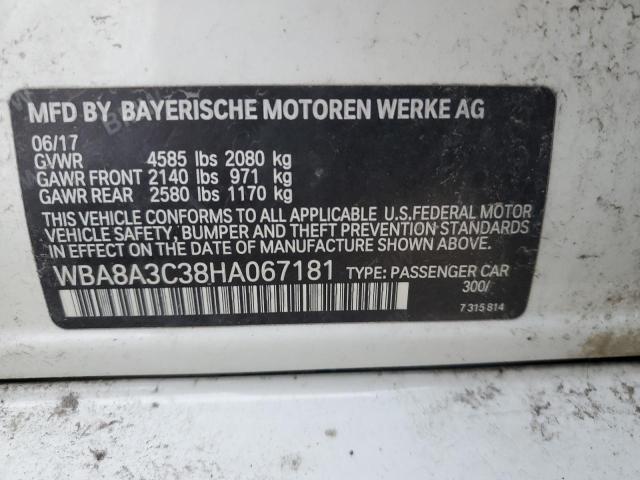 MFD BY BAYERISCHE MOTOREN WERKE AG
06/17
GVWR 4585 lbs 2080 kg
GAWR FRONT 2140 lbs 971 kg
GAWR REAR 2580 lbs 1170 kg
THIS VEHICLE CONFORMS TO ALL APPLICABLE U.S.FEDERAL MOTOR
VEHICLE SAFETY, BUMPER AND THEFT PREVENTION STANDARDS
IN EFFECT ON THE DATE OF MANUFACTURE SHOWN ABOVE.
WBA8A3C38HA067181 TYPE: PASSENGER CAR
300/
7 315 814